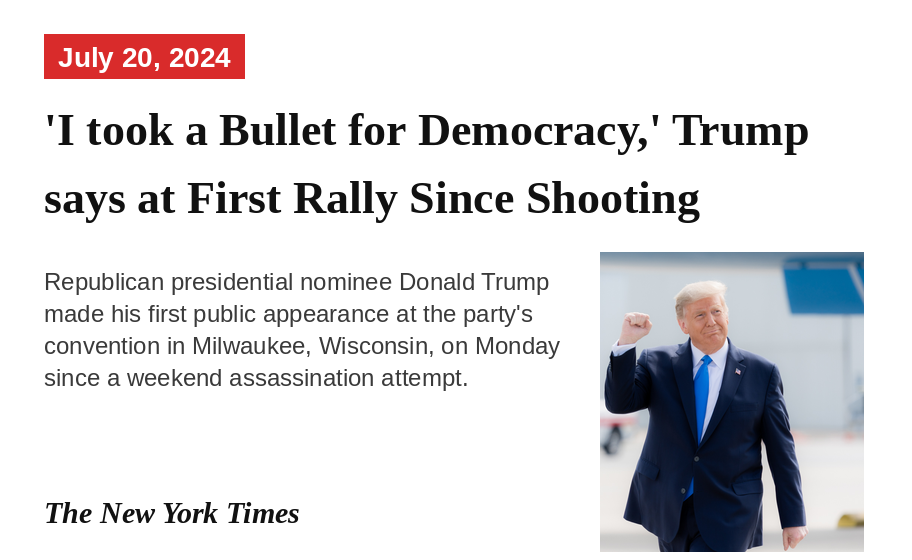 July 20, 2024
'I took a Bullet for Democracy,' Trump
says at First Rally Since Shooting
Republican presidential nominee Donald Trump
made his first public appearance at the party's
convention in Milwaukee, Wisconsin, on Monday
since a weekend assassination attempt.
The New York Times